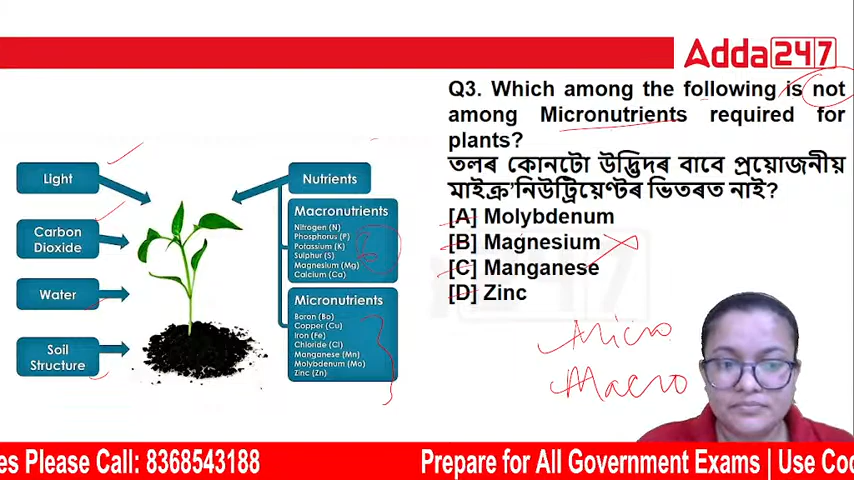 Adda247
Q3. Which among the following is not
among Micronutrients required for
plants?
তলৰ কোনটো উদ্ভিদৰ বাবে প্ৰয়োজনীয়
মাইক্ৰ'নিউট্ৰিয়েণ্টৰ ভিতৰত নাই?
[A] Molybdenum
[B] Magnesium
[C] Manganese
[D] Zinc
Micro
Macro
Light
Carbon
Dioxide
Water
Soil
Structure
Nutrients
Macronutrients
Nitrogen (N)
Phosphorus (P)
Potassium (K)
Sulphur (S)
Magnesium (Mg)
Calcium (Ca)
Micronutrients
Boran (Bo)
Copper (Cu)
Iron (Fe)
Chloride (Cl)
Manganese (Mn)
Molybdenum (Mo)
Zinc (Zn)
es Please Call: 8368543188
Prepare for All Government Exams | Use Coo